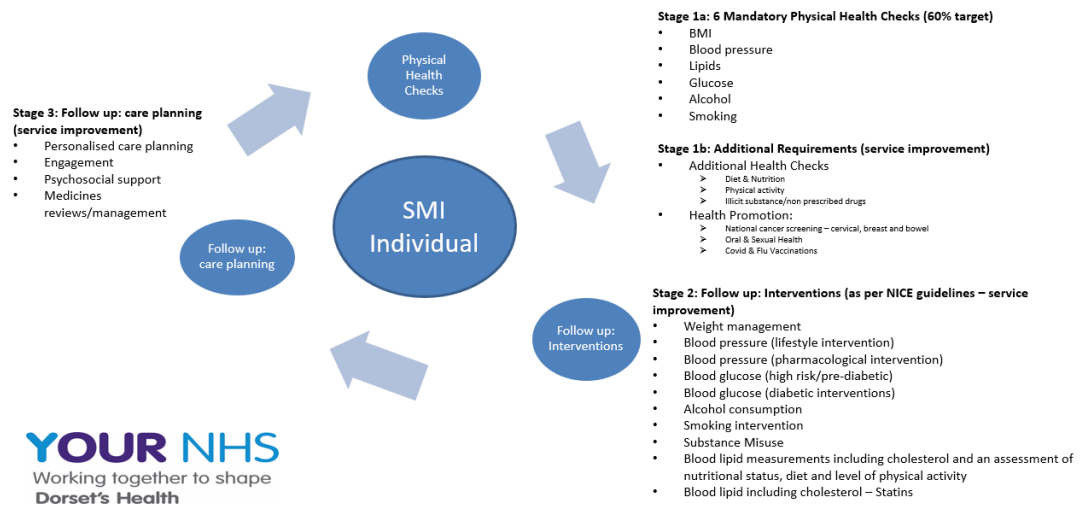 Physical
Health
Checks
SMI
Individual
Follow up:
care planning
Follow up:
Interventions
Stage 3: Follow up: care planning
(service improvement)
• Personalised care planning
• Engagement
• Psychosocial support
• Medicines
reviews/management
Stage 1a: 6 Mandatory Physical Health Checks (60% target)
• BMI
• Blood pressure
• Lipids
• Glucose
• Alcohol
• Smoking
Stage 1b: Additional Requirements (service improvement)
• Additional Health Checks
➢ Diet & Nutrition
➢ Physical activity
➢ Illicit substance/non prescribed drugs
• Health Promotion:
➢ National cancer screening – cervical, breast and bowel
➢ Oral & Sexual Health
➢ Covid & Flu Vaccinations
Stage 2: Follow up: Interventions (as per NICE guidelines – service
improvement)
• Weight management
• Blood pressure (lifestyle intervention)
• Blood pressure (pharmacological intervention)
• Blood glucose (high risk/pre-diabetic)
• Blood glucose (diabetic interventions)
• Alcohol consumption
• Smoking intervention
• Substance Misuse
• Blood lipid measurements including cholesterol and an assessment of
nutritional status, diet and level of physical activity
• Blood lipid including cholesterol – Statins
YOUR NHS
Working together to shape
Dorset's Health